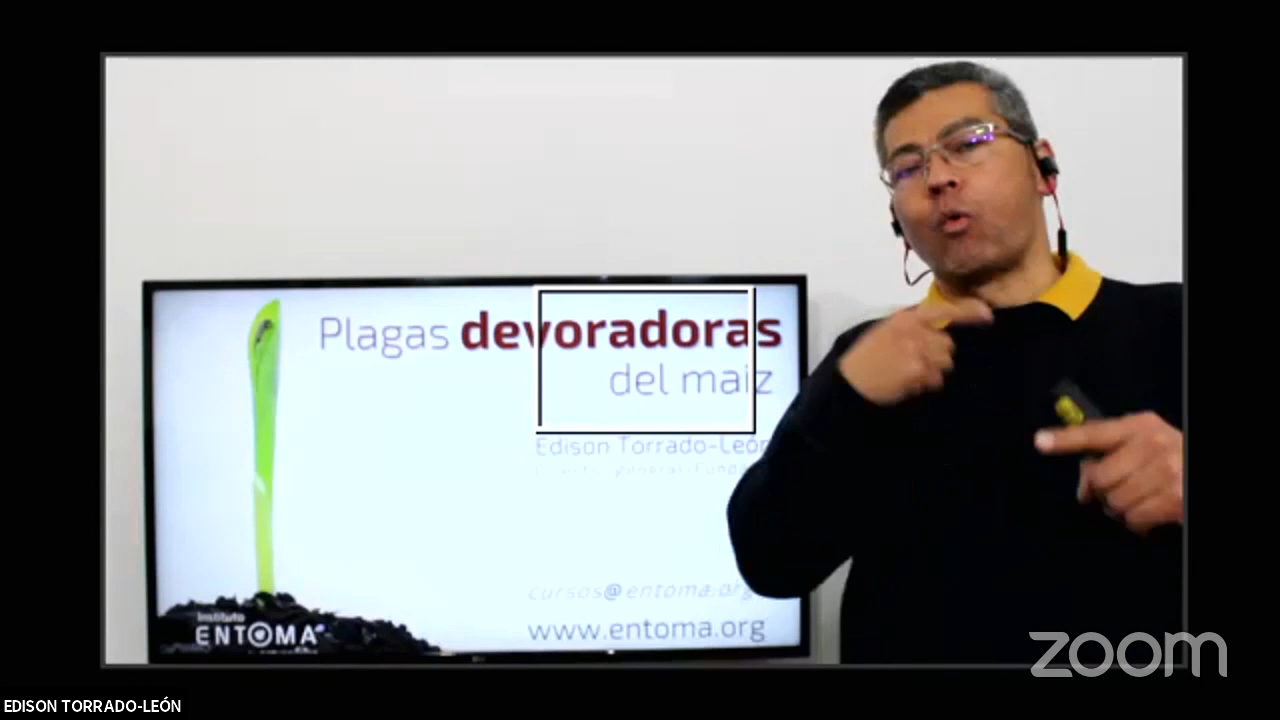 Plagas devoradoras
del maiz
Edison Torrado-León
cursos@entoma.org
www.entoma.org
Instituto
ENTOMA
zoom
EDISON TORRADO-LEÓN